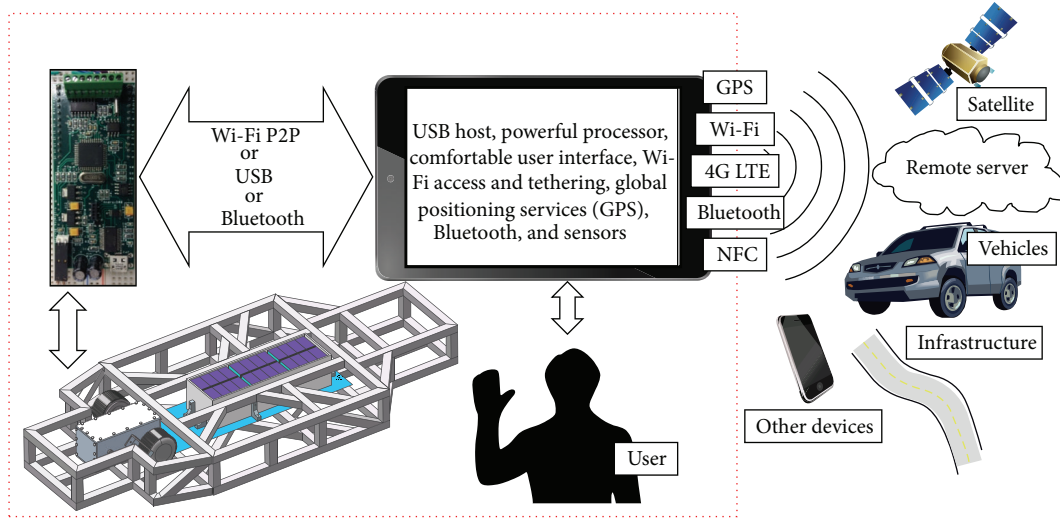 Wi-Fi P2P
or
USB
or
Bluetooth
USB host, powerful processor,
comfortable user interface, Wi-
Fi access and tethering, global
positioning services (GPS),
Bluetooth, and sensors
GPS
Wi-Fi
4G LTE
Bluetooth
NFC
Satellite
Remote server
Vehicles
Infrastructure
Other devices
User